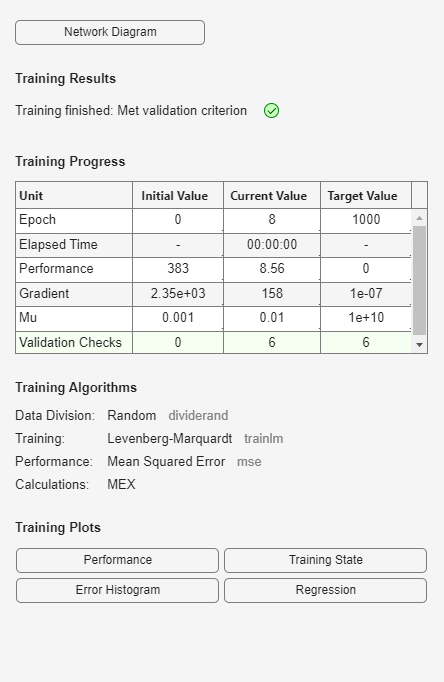 Network Diagram
Training Results
Training finished: Met validation criterion
Training Progress
Unit Initial Value Current Value Target Value
Epoch 0 8 1000
Elapsed Time - 00:00:00 -
Performance 383 8.56 0
Gradient 2.35e+03 158 1e-07
Mu 0.001 0.01 1e+10
Validation Checks 0 6 6
Training Algorithms
Data Division: Random dividerand
Training: Levenberg-Marquardt trainlm
Performance: Mean Squared Error mse
Calculations: MEX
Training Plots
Performance Training State
Error Histogram Regression